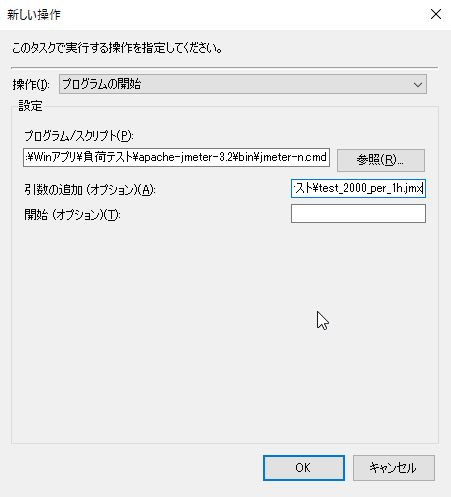 新しい操作
このタスクで実行する操作を指定してください。
操作(I): プログラムの開始
設定
プログラム/スクリプト(P):
:¥Winアプリ¥負荷テスト¥apache-jmeter-3.2¥bin¥jmeter-n.cmd 参照(R)...
引数の追加 (オプション)(A): スト¥test_2000_per_1h.jmx
開始 (オプション)(T):
OK キャンセル